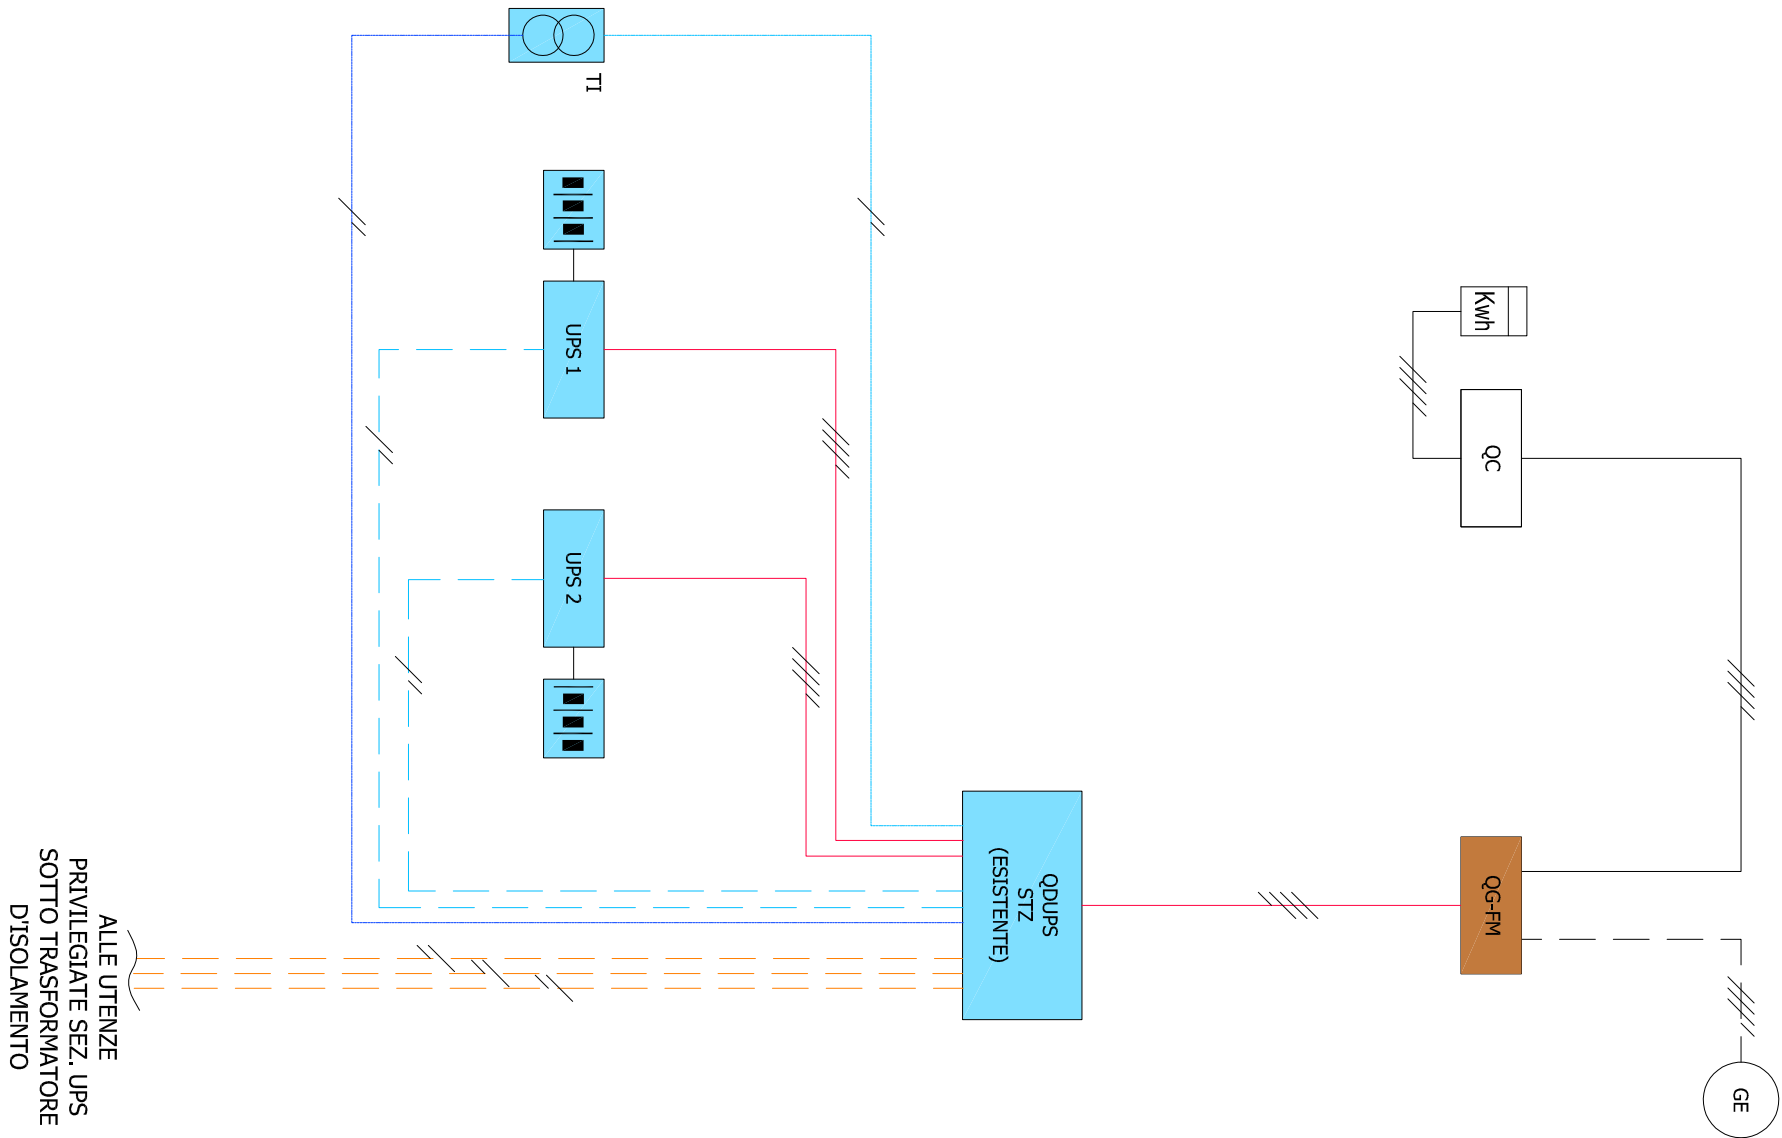 Kwh
QC
GE
QG-FM
QDUPS
STZ
(ESISTENTE)
TI
UPS 1
UPS 2
ALLE UTENZE
PRIVILEGIATE SEZ. UPS
SOTTO TRASFORMATORE
D'ISOLAMENTO